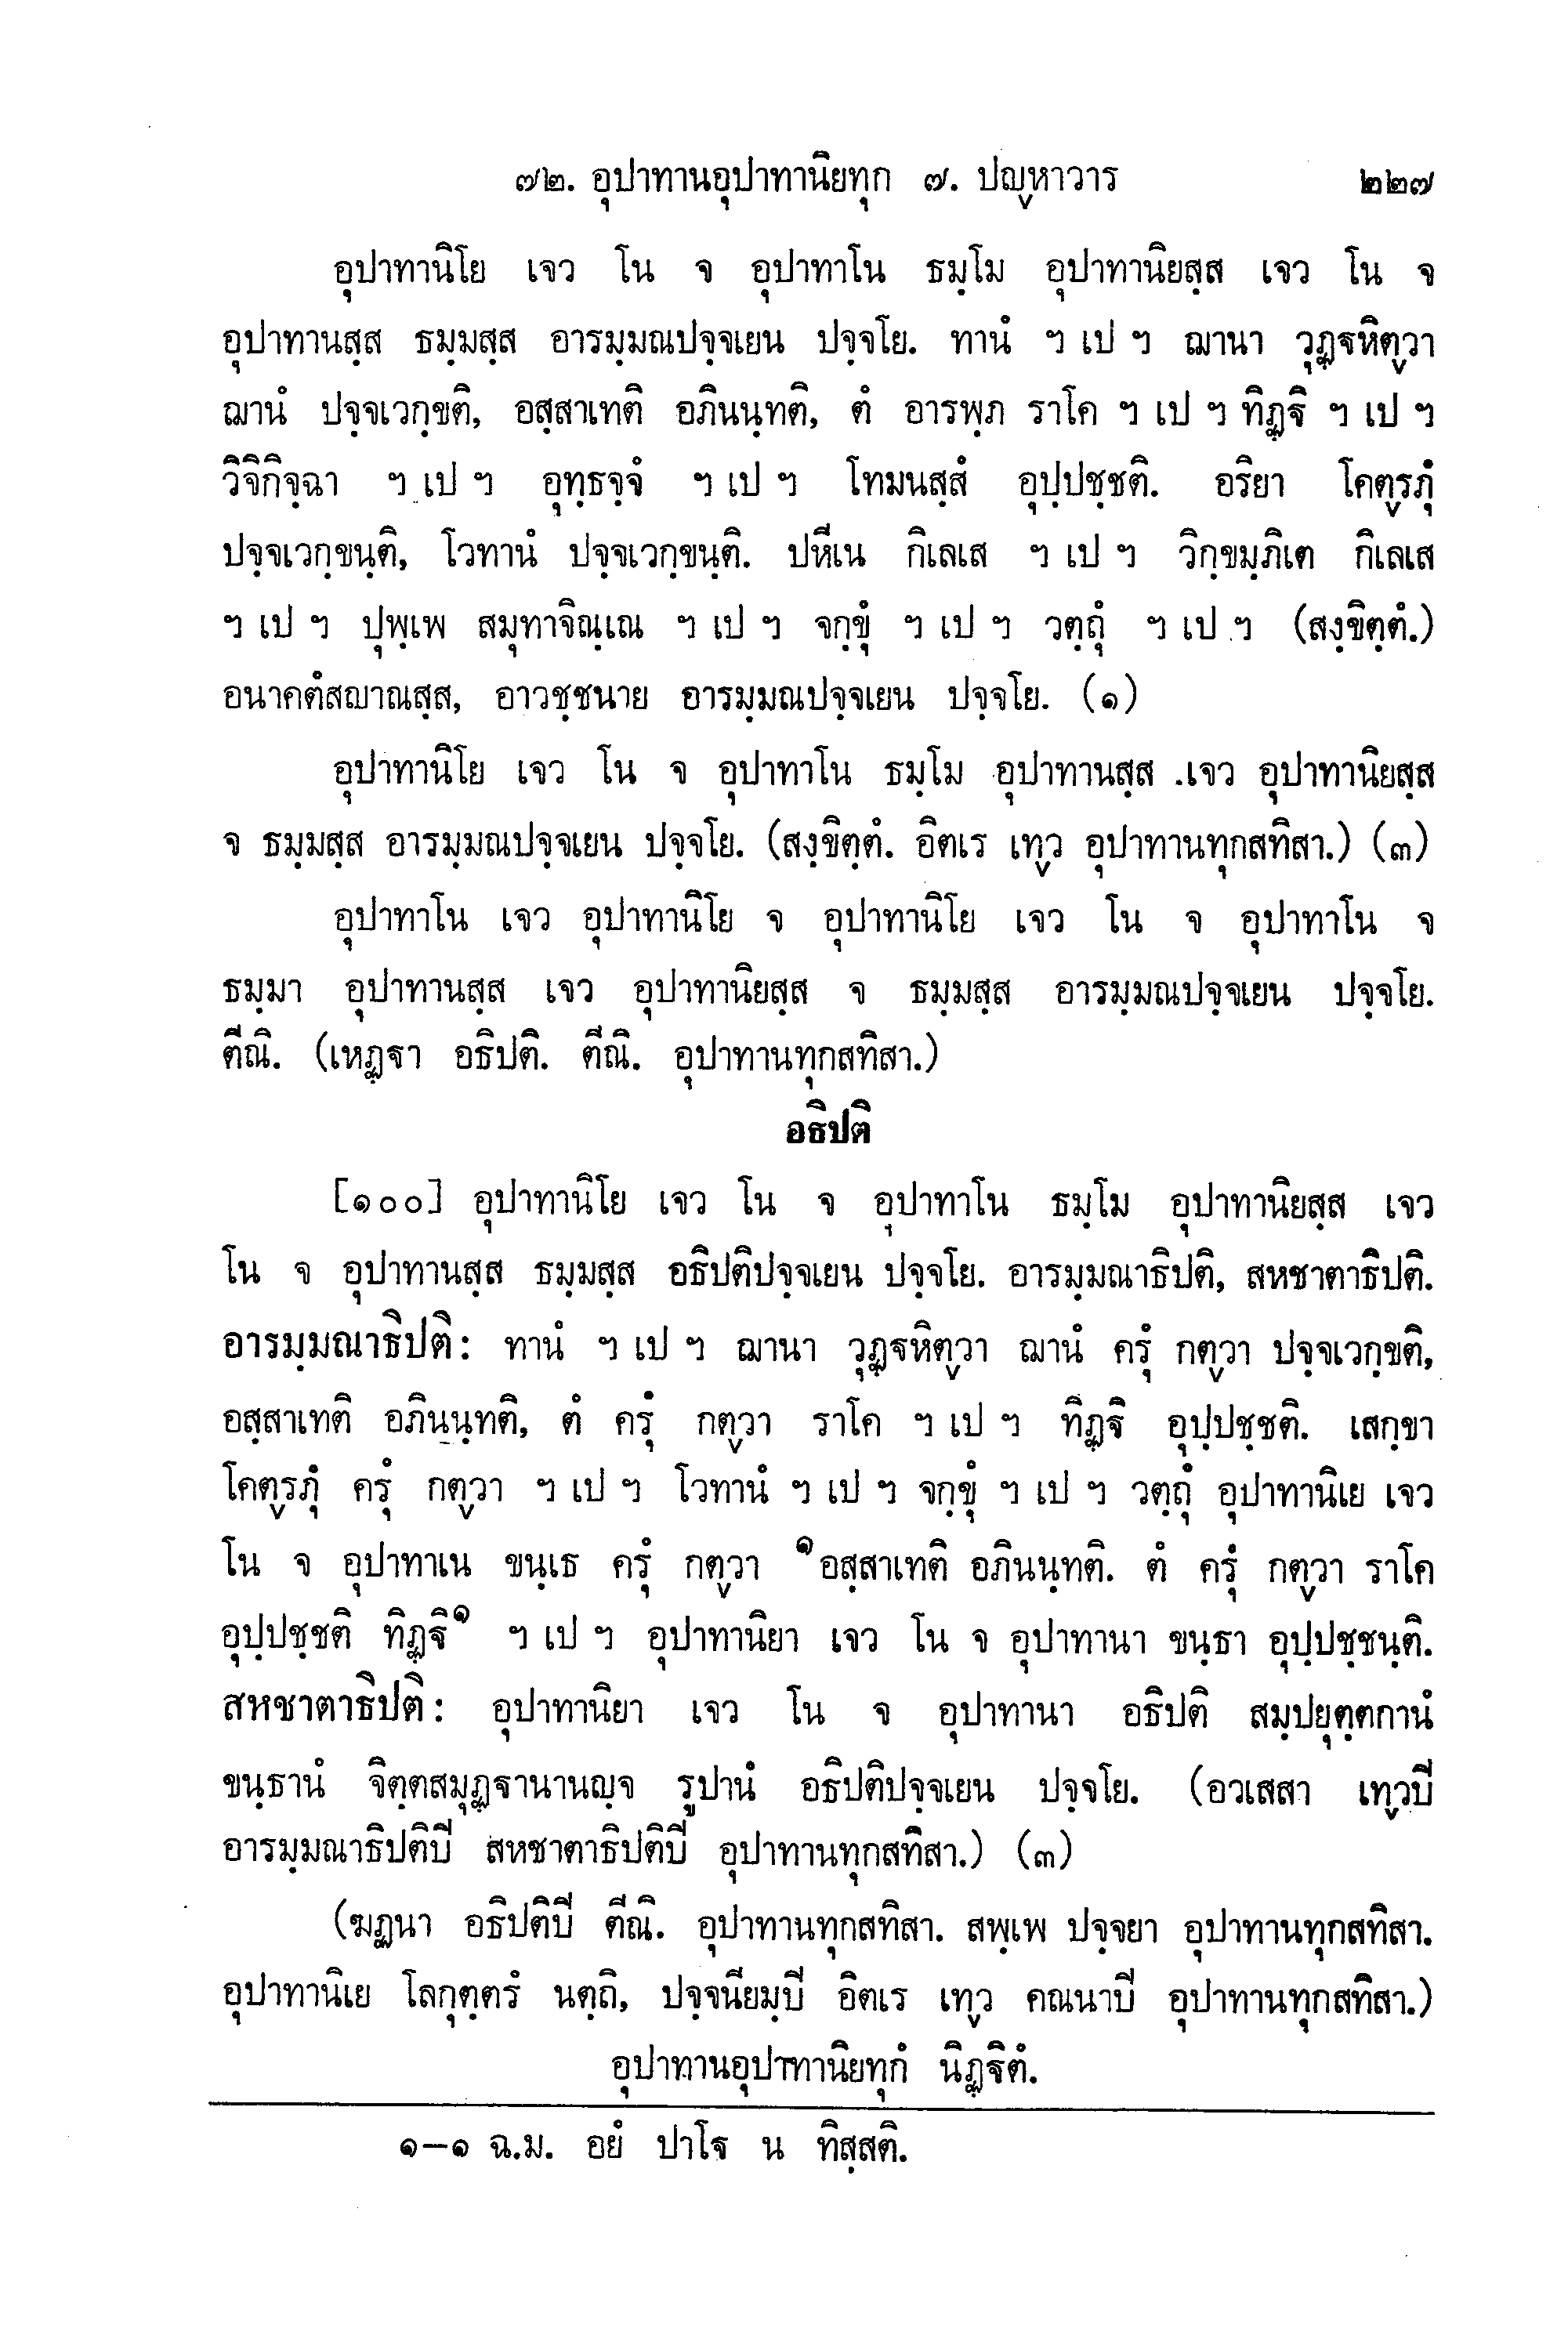 ๗๒. อุปาทานอุปาทานิยทุก ๗. ปญฺหาวาร ๒๒๗
อุปาทานิโย เจว โน จ อุปาทาโน ธมฺโม อุปาทานิยสฺส เจว โน จ
อุปาทานสฺส ธมฺมสฺส อารมฺมณปจฺจเยน ปจฺจโย. ทานํ ฯ เป ฯ ฌานา วุฏฺฐหิตฺวา
ฌานํ ปจฺจเวกฺขติ, อสฺสาเทติ อภินนฺทติ, ตํ อารพฺภ ราโค ฯ เป ฯ ทิฏฺฐิ ฯ เป ฯ
วิจิกิจฺฉา ฯ เป ฯ อุทฺธจฺจํ ฯ เป ฯ โทมนสฺสํ อุปฺปชฺชติ. อริยา โคตฺรภุํ
ปจฺจเวกฺขนฺติ, โวทานํ ปจฺจเวกฺขนฺติ. ปหีเน กิเลเส ฯ เป ฯ วิกฺขมฺภิเต กิเลเส
ฯ เป ฯ ปุพฺเพ สมุทาจิณฺเณ ฯ เป ฯ จกฺขุํ ฯ เป ฯ วตฺถุํ ฯ เป ฯ (สงฺขิตฺตํ.)
อนาคตํสญาณสฺส, อาวชฺชนาย อารมฺมณปจฺจเยน ปจฺจโย. (๑)
อุปาทานิโย เจว โน จ อุปาทาโน ธมฺโม อุปาทานสฺส เจว อุปาทานิยสฺส
จ ธมฺมสฺส อารมฺมณปจฺจเยน ปจฺจโย. (สงฺขิตฺตํ. อิตเร เทฺว อุปาทานทุกสทิสา.) (๓)
อุปาทาโน เจว อุปาทานิโย จ อุปาทานิโย เจว โน จ อุปาทาโน จ
ธมฺมา อุปาทานสฺส เจว อุปาทานิยสฺส จ ธมฺมสฺส อารมฺมณปจฺจเยน ปจฺจโย.
ตีณิ. (เหฏฺฐา อธิปติ. ตีณิ. อุปาทานทุกสทิสา.)
อธิปติ
[๑๐๐] อุปาทานิโย เจว โน จ อุปาทาโน ธมฺโม อุปาทานิยสฺส เจว
โน จ อุปาทานสฺส ธมฺมสฺส อธิปติปจฺจเยน ปจฺจโย. อารมฺมณาธิปติ, สหชาตาธิปติ.
อารมฺมณาธิปติ: ทานํ ฯ เป ฯ ฌานา วุฏฺฐหิตฺวา ฌานํ ครุํ กตฺวา ปจฺจเวกฺขติ,
อสฺสาเทติ อภินนฺทติ, ตํ ครุํ กตฺวา ราโค ฯ เป ฯ ทิฏฺฐิ อุปฺปชฺชติ. เสกฺขา
โคตฺรภุํ ครุํ กตฺวา ฯ เป ฯ โวทานํ ฯ เป ฯ จกฺขุํ ฯ เป ฯ วตฺถุํ อุปาทานิเย เจว
โน จ อุปาทาเน ขนฺเธ ครุํ กตฺวา ๑อสฺสาเทติ อภินนฺทติ. ตํ ครุํ กตฺวา ราโค
อุปฺปชฺชติ ทิฏฺฐิ๑ ฯ เป ฯ อุปาทานิยา เจว โน จ อุปาทานา ขนฺธา อุปฺปชฺชนฺติ.
สหชาตาธิปติ: อุปาทานิยา เจว โน จ อุปาทานา อธิปติ สมฺปยุตฺตกานํ
ขนฺธานํ จิตฺตสมุฏฺฐานานญฺจ รูปานํ อธิปติปจฺจเยน ปจฺจโย. (อวเสสา เทฺวปี
อารมฺมณาธิปติปี สหชาตาธิปติปี อุปาทานทุกสทิสา.) (๓)
(ฆฏนา อธิปติปี ตีณิ. อุปาทานทุกสทิสา. สพฺเพ ปจฺจยา อุปาทานทุกสทิสา.
อุปาทานิเย โลกุตฺตรํ นตฺถิ, ปจฺจนียมฺปี อิตเร เทฺว คณนาปี อุปาทานทุกสทิสา.)
อุปาทานอุปาทานิยทุกํ นิฏฺฐิตํ.
๑–๑ ฉ.ม. อยํ ปาโฐ น ทิสฺสติ.